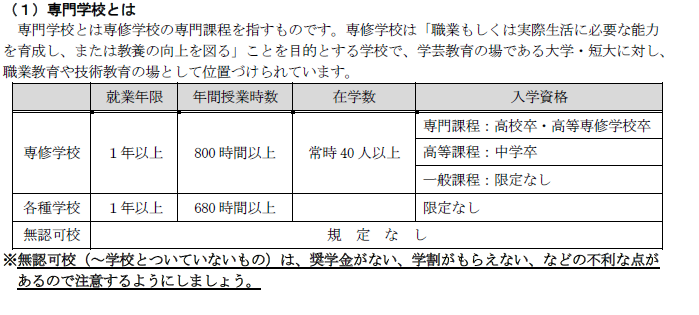 （１）専門学校とは
専門学校とは専修学校の専門課程を指すものです。専修学校は「職業もしくは実際生活に必要な能力
を育成し、または教養の向上を図る」ことを目的とする学校で、学芸教育の場である大学・短大に対し、
職業教育や技術教育の場として位置づけられています。
就業年限 年間授業時数 在学数 入学資格
専修学校 １年以上 800 時間以上 常時 40 人以上
専門課程：高校卒・高等専修学校卒
高等課程：中学卒
一般課程：限定なし
各種学校 １年以上 680 時間以上 限定なし
無認可校 規 定 な し
※無認可校（～学校とついていないもの）は、奨学金がない、学割がもらえない、などの不利な点が
あるので注意するようにしましょう。